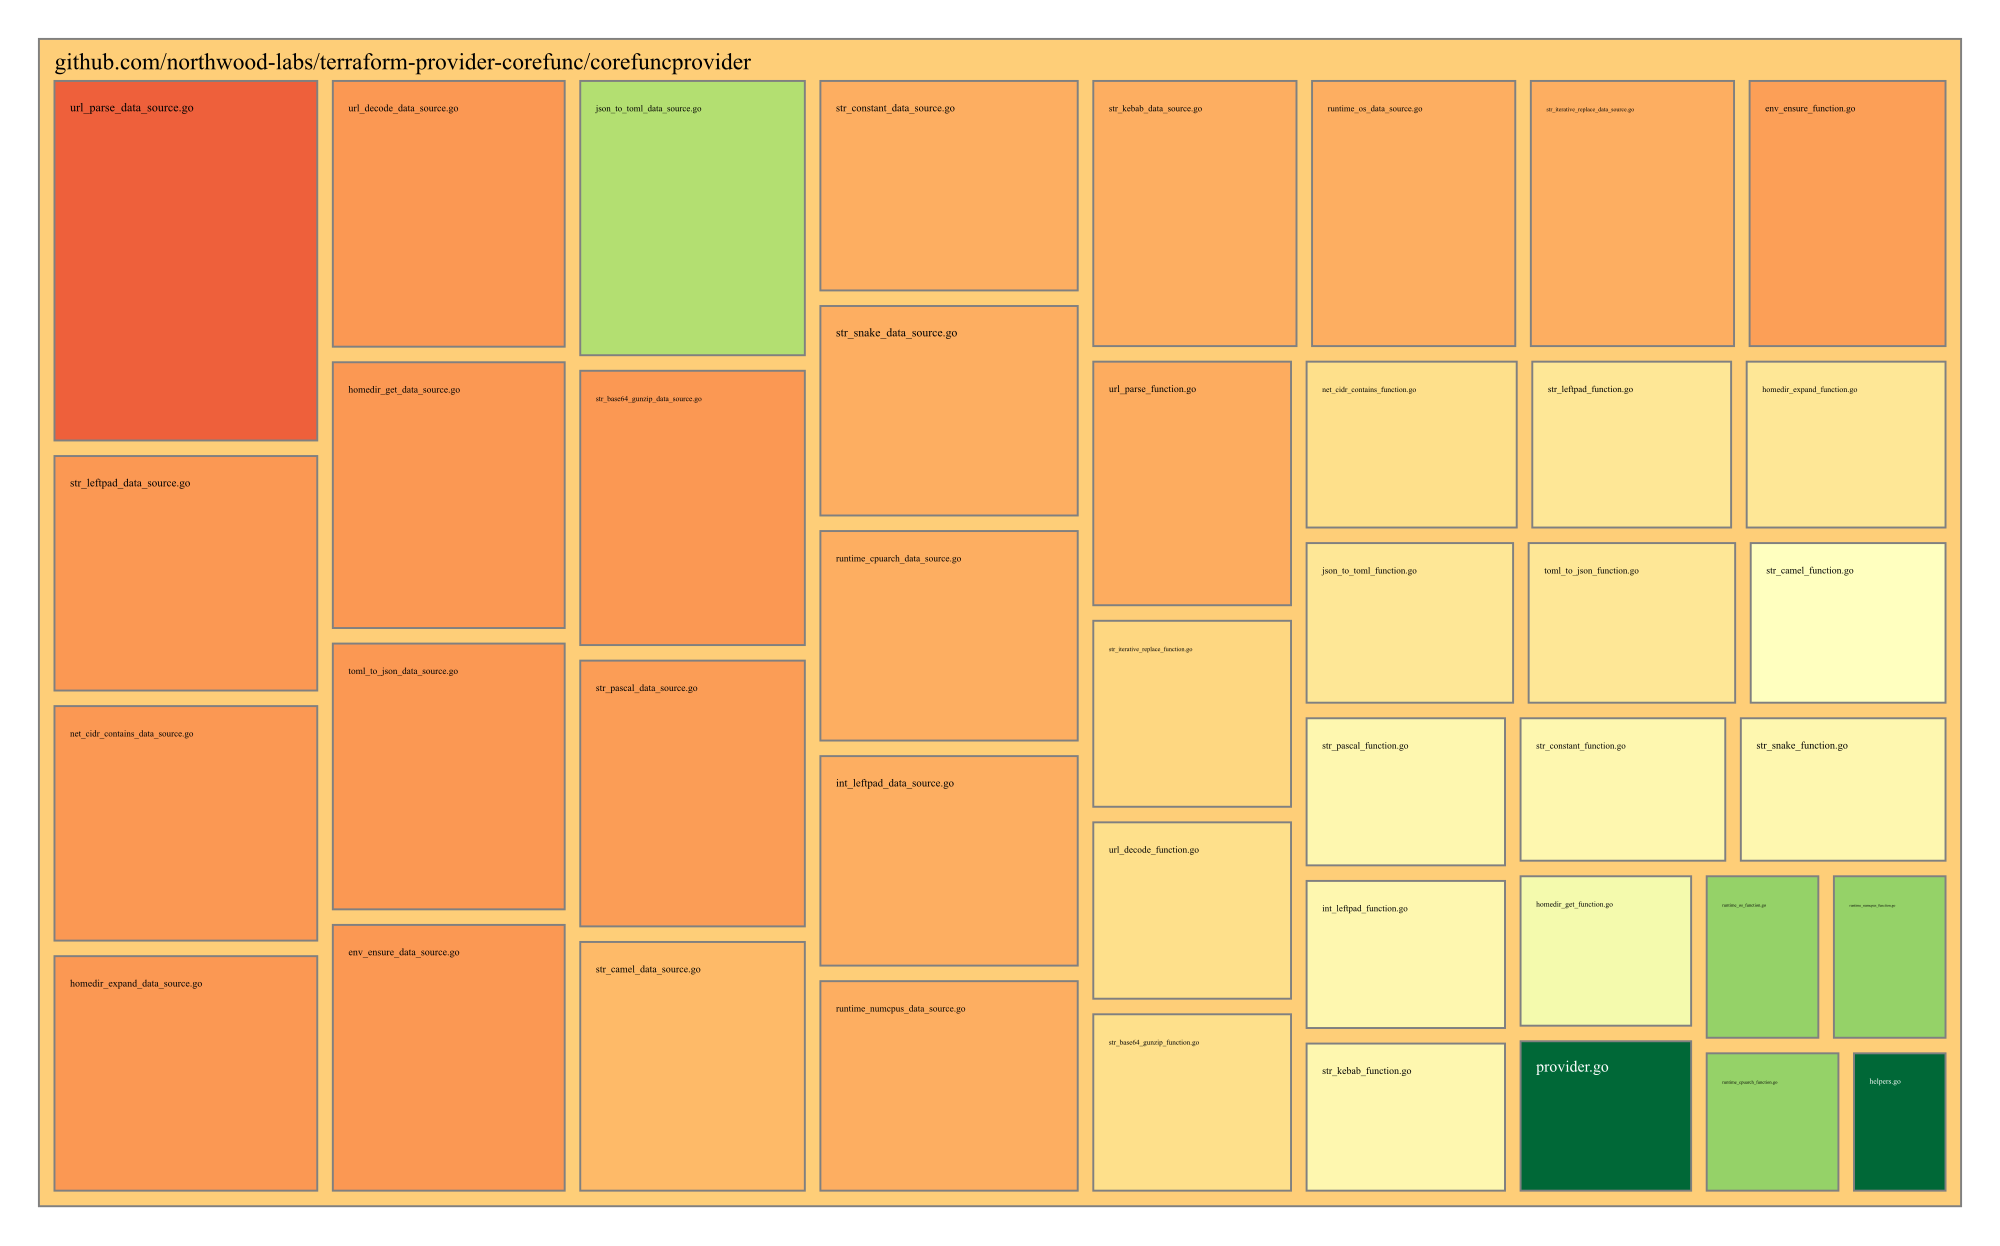 github.com/northwood-labs/terraform-provider-corefunc/corefuncprovider
url_parse_data_source.go
str_leftpad_data_source.go
net_cidr_contains_data_source.go
homedir_expand_data_source.go
url_decode_data_source.go
homedir_get_data_source.go
toml_to_json_data_source.go
env_ensure_data_source.go
json_to_toml_data_source.go
str_base64_gunzip_data_source.go
str_pascal_data_source.go
str_camel_data_source.go
str_constant_data_source.go
str_snake_data_source.go
runtime_cpuarch_data_source.go
int_leftpad_data_source.go
runtime_numcpus_data_source.go
str_kebab_data_source.go
runtime_os_data_source.go
str_iterative_replace_data_source.go
env_ensure_function.go
url_parse_function.go
str_iterative_replace_function.go
url_decode_function.go
str_base64_gunzip_function.go
net_cidr_contains_function.go
str_leftpad_function.go
homedir_expand_function.go
json_to_toml_function.go
toml_to_json_function.go
str_camel_function.go
str_pascal_function.go
int_leftpad_function.go
str_kebab_function.go
str_constant_function.go
str_snake_function.go
homedir_get_function.go
provider.go
runtime_os_function.go
runtime_numcpus_function.go
runtime_cpuarch_function.go
helpers.go